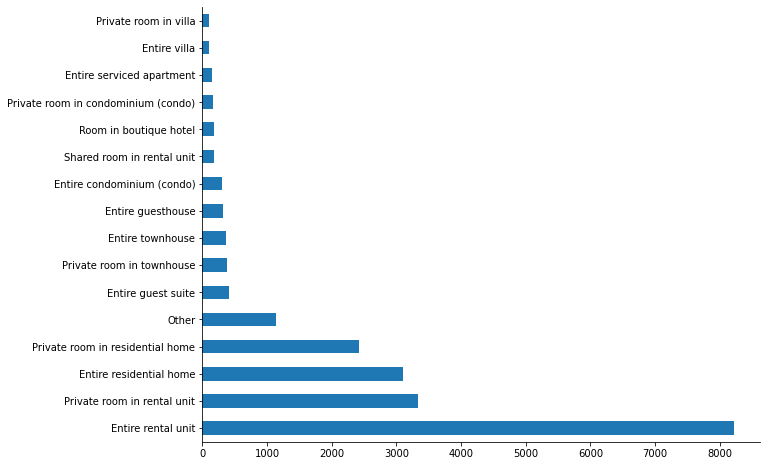 Private room in villa
Entire villa
Entire serviced apartment
Private room in condominium (condo)
Room in boutique hotel
Shared room in rental unit
Entire condominium (condo)
Entire guesthouse
Entire townhouse
Private room in townhouse
Entire guest suite
Other
Private room in residential home
Entire residential home
Private room in rental unit
Entire rental unit
0 1000 2000 3000 4000 5000 6000 7000 8000